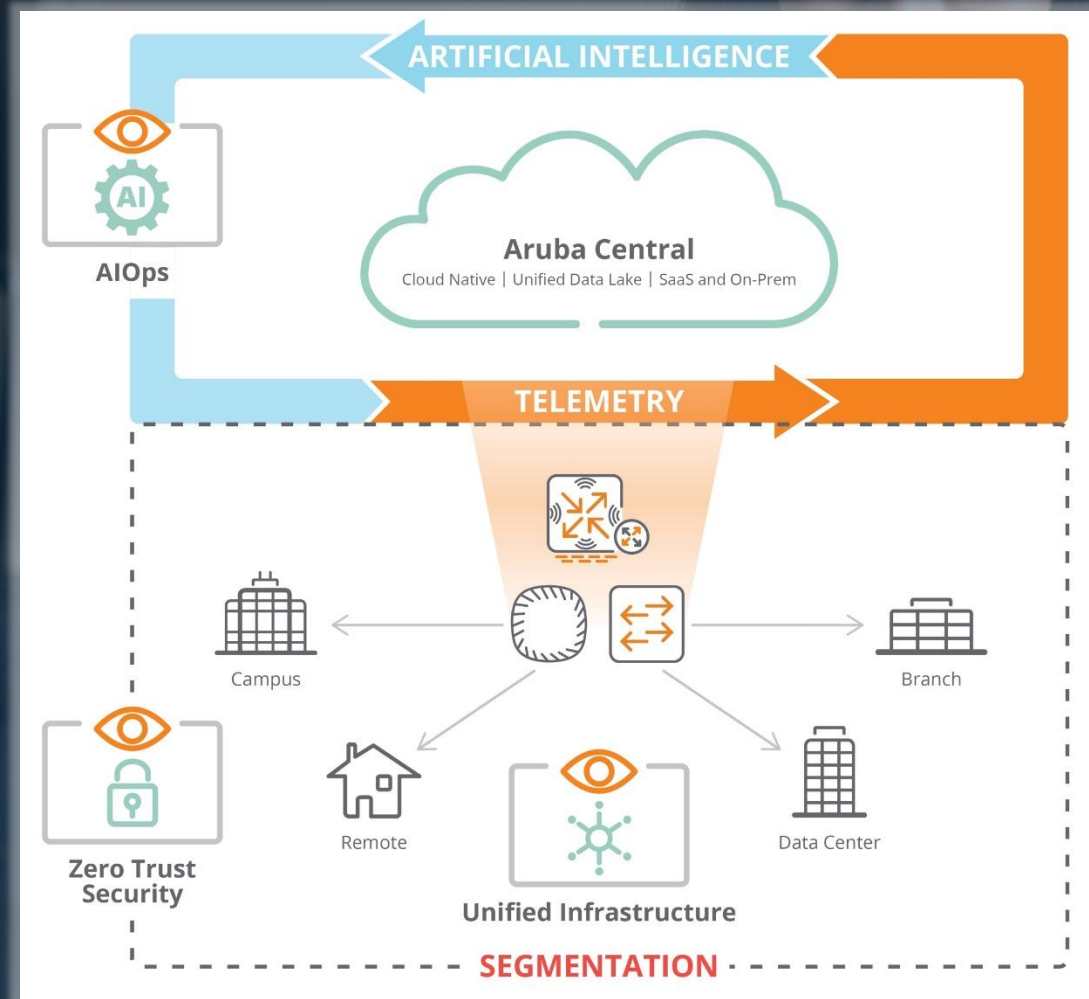 ARTIFICIAL INTELLIGENCE
AI
AIOps
Aruba Central
Cloud Native | Unified Data Lake | SaaS and On-Prem
TELEMETRY
Campus
Branch
Remote
Data Center
Zero Trust
Security
Unified Infrastructure
SEGMENTATION